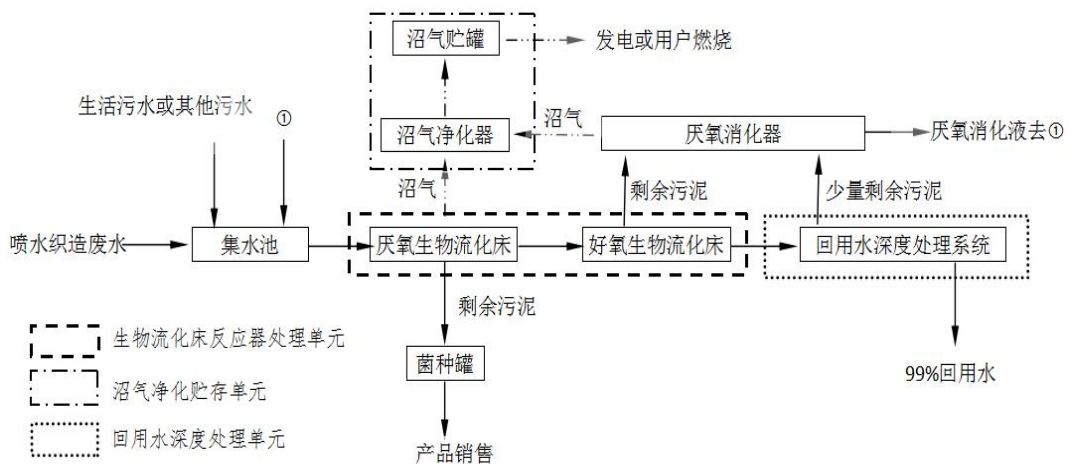 沼气贮罐
发电或用户燃烧
生活污水或其他污水
①
沼气净化器
沼气
厌氧消化器
厌氧消化液去①
沼气
剩余污泥
少量剩余污泥
喷水织造废水
集水池
厌氧生物流化床
好氧生物流化床
回用水深度处理系统
剩余污泥
生物流化床反应器处理单元
菌种罐
99%回用水
沼气净化贮存单元
回用水深度处理单元
产品销售